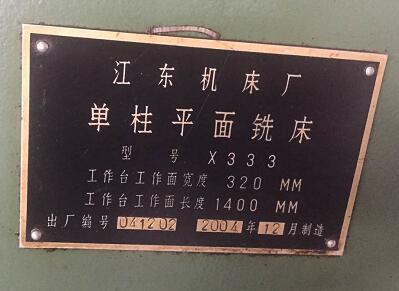 江东机床厂
单柱平面铣床
型号 X333
工作台工作面宽度 320 MM
工作台工作面长度 1400 MM
出厂编号 041202 2004年12月制造